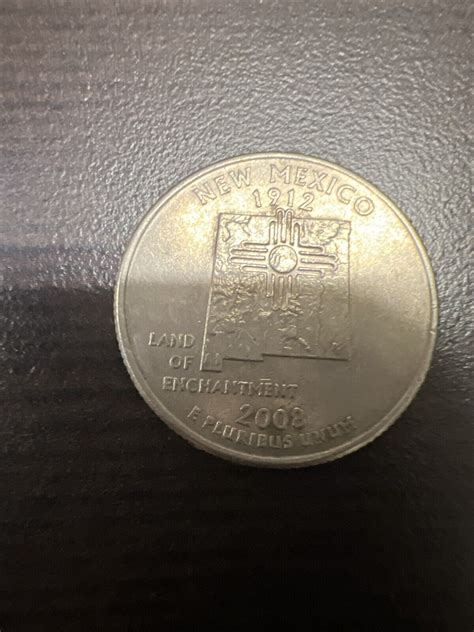 NEW MEXICO
1912
LAND
OF
ENCHANTMENT
2008
E PLURIBUS UNUM